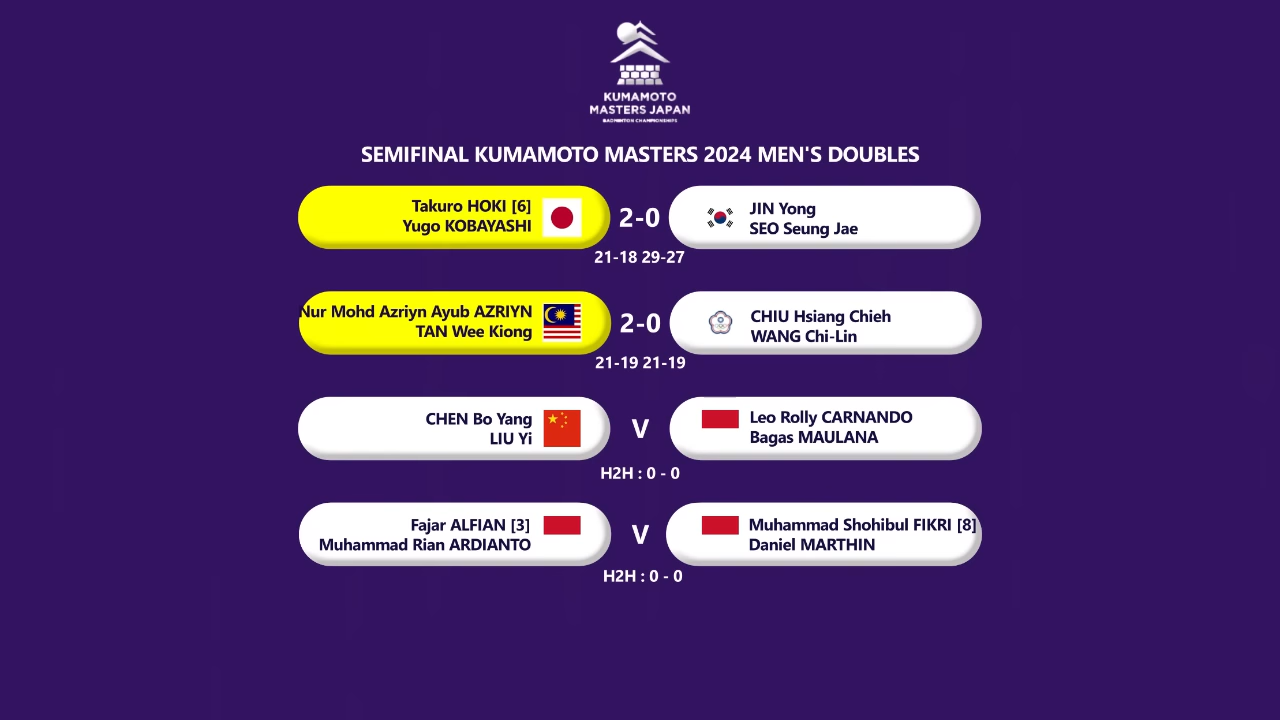 KUMAMOTO
MASTERS JAPAN
BADMINTON CHAMPIONSHIPS
SEMIFINAL KUMAMOTO MASTERS 2024 MEN'S DOUBLES
Takuro HOKI [6]
Yugo KOBAYASHI
2-0
JIN Yong
SEO Seung Jae
21-18 29-27
Nur Mohd Azriyn Ayub AZRIYN
TAN Wee Kiong
2-0
CHIU Hsiang Chieh
WANG Chi-Lin
21-19 21-19
CHEN Bo Yang
LIU Yi
V
Leo Rolly CARNANDO
Bagas MAULANA
H2H : 0 - 0
Fajar ALFIAN [3]
Muhammad Rian ARDIANTO
V
Muhammad Shohibul FIKRI [8]
Daniel MARTHIN
H2H : 0 - 0